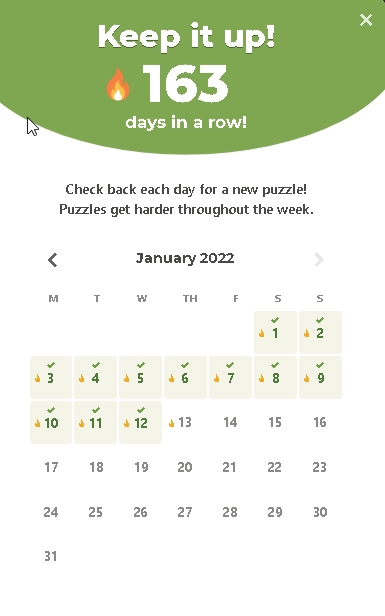 Keep it up!
163
days in a row!
Check back each day for a new puzzle!
Puzzles get harder throughout the week.
January 2022
M T W TH F S S
1 2
3 4 5 6 7 8 9
10 11 12 13 14 15 16
17 18 19 20 21 22 23
24 25 26 27 28 29 30
31